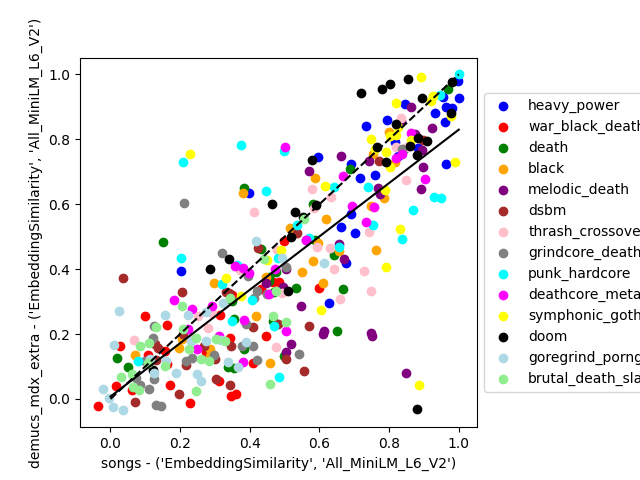 demucs_mdx_extra - ('EmbeddingSimilarity', 'All_MiniLM_L6_V2')
1.0
0.8
0.6
0.4
0.2
0.0
0.0 0.2 0.4 0.6 0.8 1.0
songs - ('EmbeddingSimilarity', 'All_MiniLM_L6_V2')
heavy_power
war_black_death
death
black
melodic_death
dsbm
thrash_crossove
grindcore_death
punk_hardcore
deathcore_meta
symphonic_goth
doom
goregrind_porng
brutal_death_sla